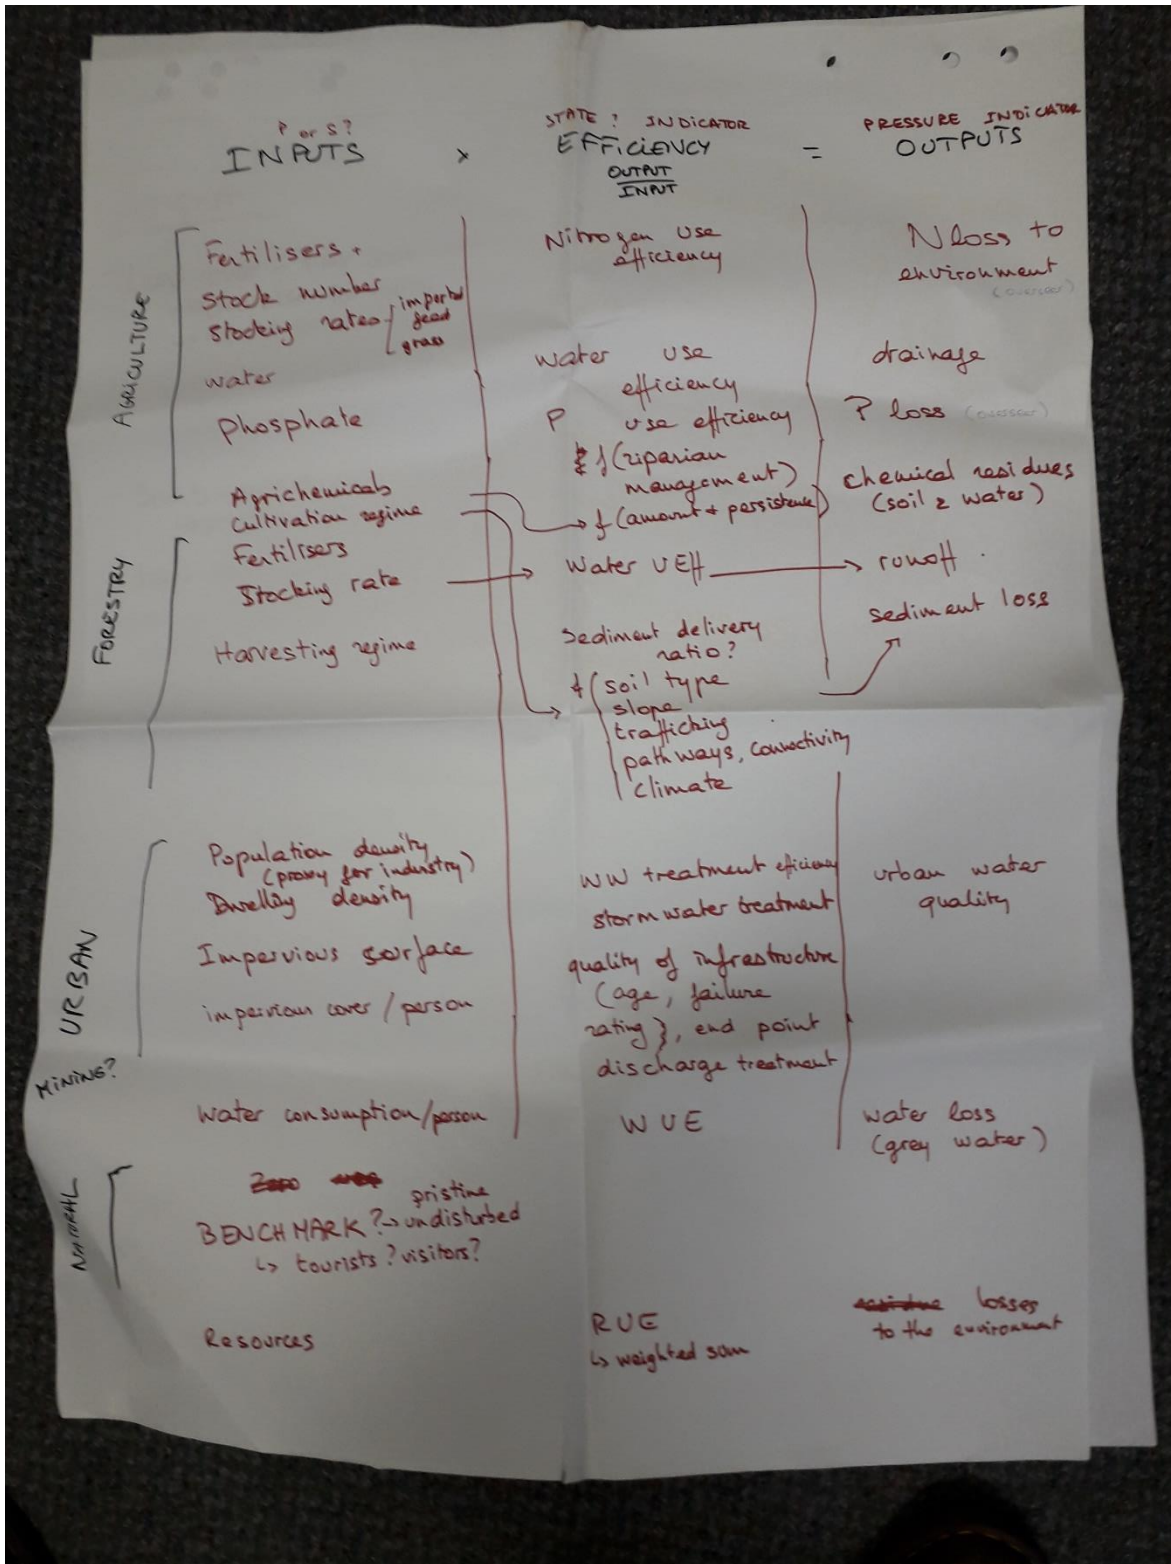 P or S?
INPUTS
×
STATE ? INDICATOR
EFFICIENCY
OUTPUT
INPUT
=
PRESSURE INDICATOR
OUTPUTS
AGRICULTURE
Fertilisers +
Stock number
Stocking rates
imported
feed
grass
water
Phosphate
Agrichemicals
Cultivation regime
Nitrogen Use
efficiency
water use
efficiency
P use efficiency
f (riparian
management)
f (amount + persistence)
N loss to
environment
(overseer)
drainage
P loss (overseer)
chemical residues
(soil & water)
FORESTRY
Fertilisers
Stocking rate
Harvesting regime
Water UEff
Sediment delivery
ratio?
f (soil type
slope
trafficking
pathways, connectivity
climate
runoff
sediment loss
URBAN
Population density
(proxy for industry)
Dwelling density
Impervious surface
impervious cover / person
WW treatment efficiency
storm water treatment
quality of infrastructure
(age, failure
rating}, end point
discharge treatment
urban water
quality
MINING?
Water consumption/person
WUE
water loss
(grey water)
NATURAL
pristine
BENCHMARK ?→ undisturbed
↳ tourists ? visitors?
Resources
RUE
↳ weighted sum
losses
to the environment